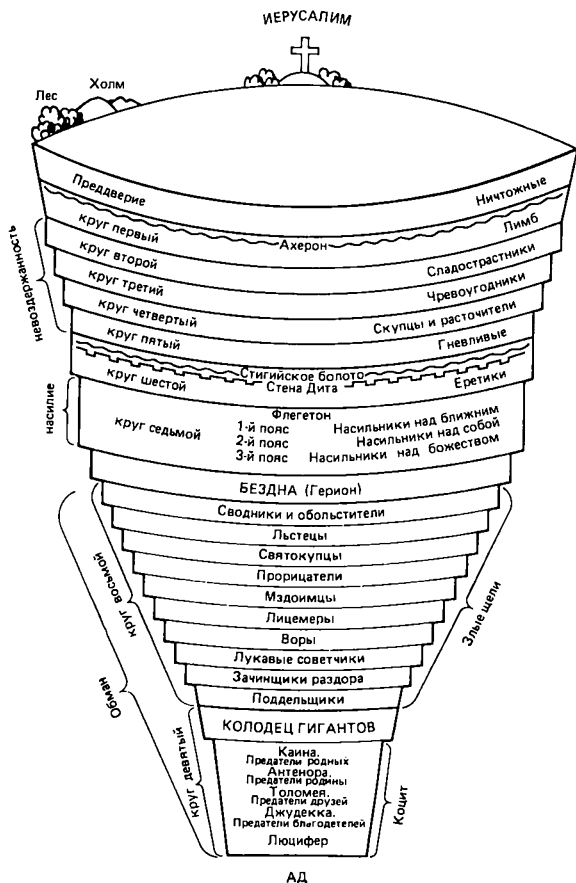 ИЕРУСАЛИМ
Холм
Лес
Преддверие Ничтожные
Ахерон
круг первый Лимб
круг второй Сладострастники
круг третий Чревоугодники
круг четвертый Скупцы и расточители
круг пятый Гневливые
невоздержанность
Стигийское болото
Стена Дита
круг шестой Еретики
насилие
Флегетон
круг седьмой
1-й пояс Насильники над ближним
2-й пояс Насильники над собой
3-й пояс Насильники над божеством
БЕЗДНА (Герион)
Сводники и обольстители
Льстецы
Святокупцы
Прорицатели
Мздоимцы
Лицемеры
Воры
Лукавые советчики
Зачинщики раздора
Поддельщики
круг восьмой
Злые щели
Обман
КОЛОДЕЦ ГИГАНТОВ
круг девятый
Каина.
Предатели родных
Антенора.
Предатели родины
Толомея.
Предатели друзей
Джудекка.
Предатели благодетелей
Люцифер
Коцит
АД